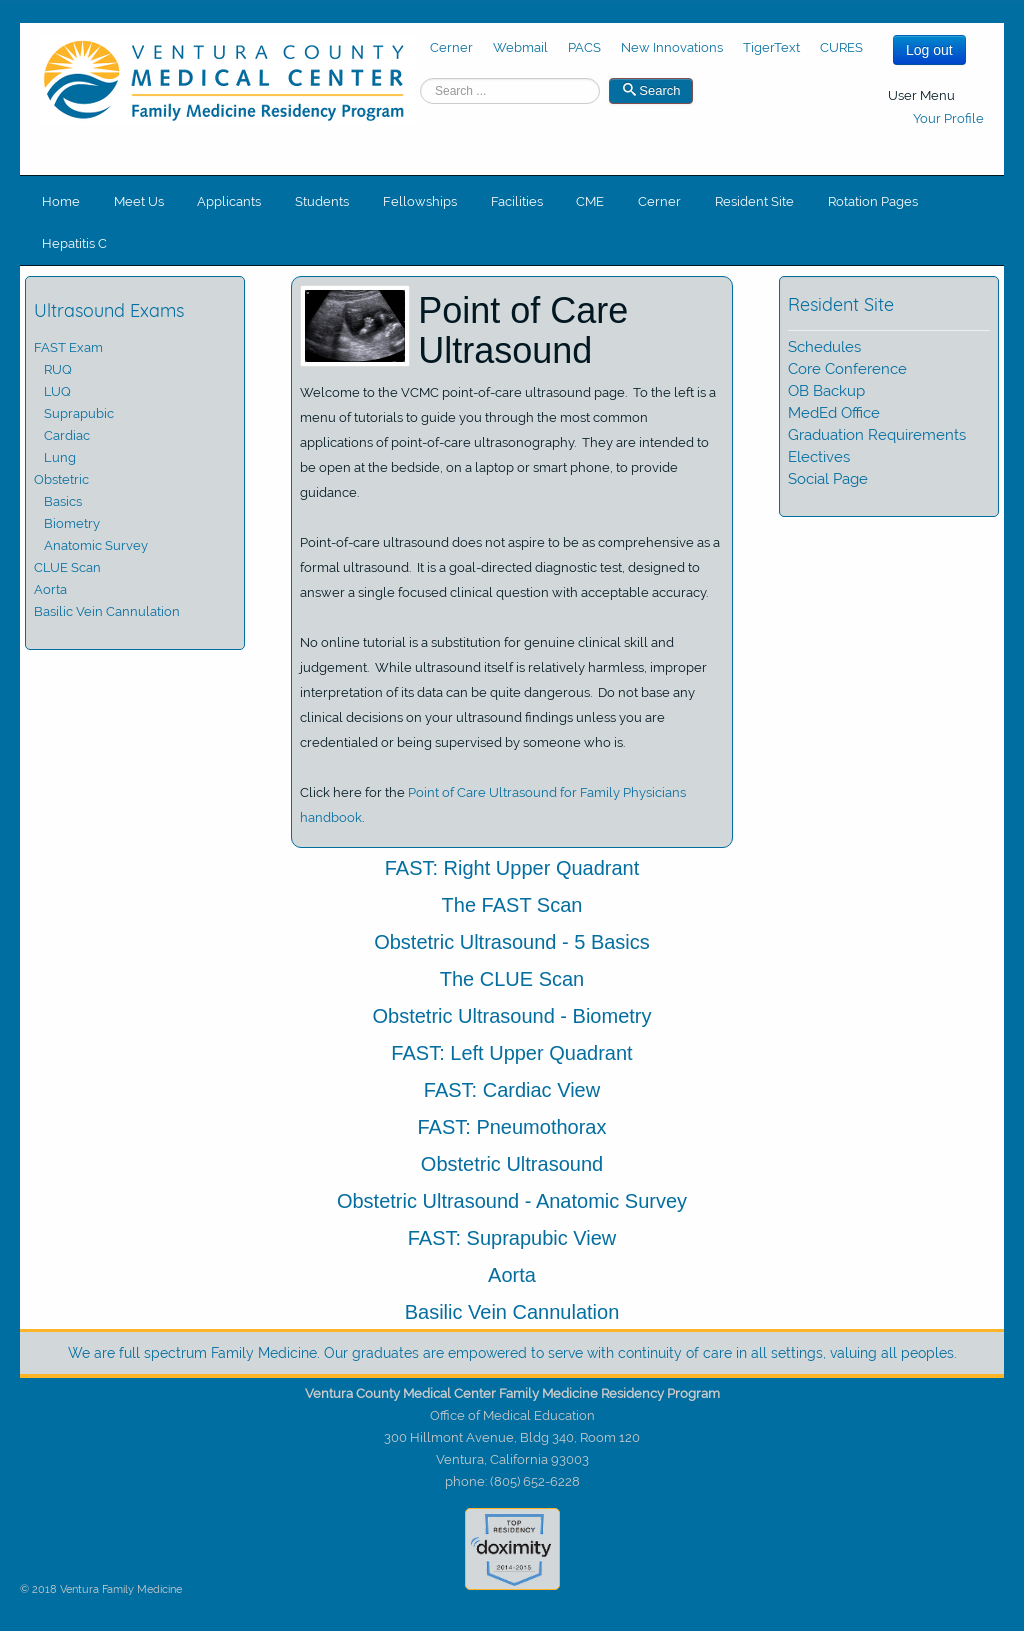 VENTURA COUNTY
MEDICAL CENTER
Family Medicine Residency Program
Cerner Webmail PACS New Innovations TigerText CURES
Log out
Search ...
Search
User Menu
Your Profile
Home Meet Us Applicants Students Fellowships Facilities CME Cerner Resident Site Rotation Pages
Hepatitis C
Ultrasound Exams
FAST Exam
RUQ
LUQ
Suprapubic
Cardiac
Lung
Obstetric
Basics
Biometry
Anatomic Survey
CLUE Scan
Aorta
Basilic Vein Cannulation
Point of Care
Ultrasound
Welcome to the VCMC point-of-care ultrasound page. To the left is a
menu of tutorials to guide you through the most common
applications of point-of-care ultrasonography. They are intended to
be open at the bedside, on a laptop or smart phone, to provide
guidance.
Point-of-care ultrasound does not aspire to be as comprehensive as a
formal ultrasound. It is a goal-directed diagnostic test, designed to
answer a single focused clinical question with acceptable accuracy.
No online tutorial is a substitution for genuine clinical skill and
judgement. While ultrasound itself is relatively harmless, improper
interpretation of its data can be quite dangerous. Do not base any
clinical decisions on your ultrasound findings unless you are
credentialed or being supervised by someone who is.
Click here for the Point of Care Ultrasound for Family Physicians
handbook.
Resident Site
Schedules
Core Conference
OB Backup
MedEd Office
Graduation Requirements
Electives
Social Page
FAST: Right Upper Quadrant
The FAST Scan
Obstetric Ultrasound - 5 Basics
The CLUE Scan
Obstetric Ultrasound - Biometry
FAST: Left Upper Quadrant
FAST: Cardiac View
FAST: Pneumothorax
Obstetric Ultrasound
Obstetric Ultrasound - Anatomic Survey
FAST: Suprapubic View
Aorta
Basilic Vein Cannulation
We are full spectrum Family Medicine. Our graduates are empowered to serve with continuity of care in all settings, valuing all peoples.
Ventura County Medical Center Family Medicine Residency Program
Office of Medical Education
300 Hillmont Avenue, Bldg 340, Room 120
Ventura, California 93003
phone: (805) 652-6228
TOP
RESIDENCY
doximity
2014-2015
© 2018 Ventura Family Medicine